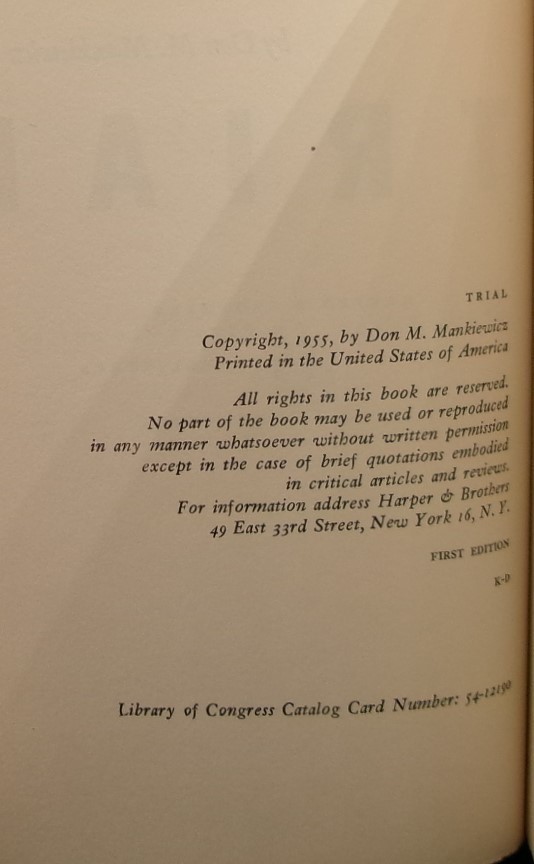 TRIAL
Copyright, 1955, by Don M. Mankiewicz
Printed in the United States of America
All rights in this book are reserved.
No part of the book may be used or reproduced
in any manner whatsoever without written permission
except in the case of brief quotations embodied
in critical articles and reviews.
For information address Harper & Brothers
49 East 33rd Street, New York 16, N. Y.
FIRST EDITION
K-D
Library of Congress Catalog Card Number: 54-12190